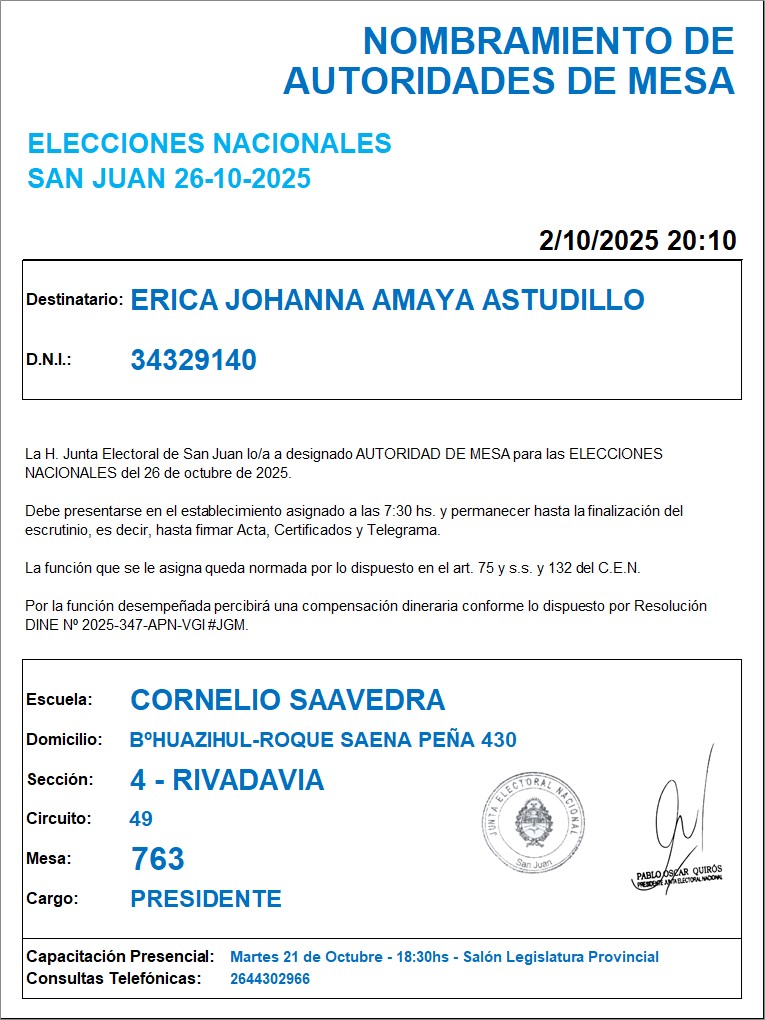 NOMBRAMIENTO DE
AUTORIDADES DE MESA
ELECCIONES NACIONALES
SAN JUAN 26-10-2025
2/10/2025 20:10
Destinatario: ERICA JOHANNA AMAYA ASTUDILLO
D.N.I.: 34329140
La H. Junta Electoral de San Juan lo/a a designado AUTORIDAD DE MESA para las ELECCIONES
NACIONALES del 26 de octubre de 2025.
Debe presentarse en el establecimiento asignado a las 7:30 hs. y permanecer hasta la finalización del
escrutinio, es decir, hasta firmar Acta, Certificados y Telegrama.
La función que se le asigna queda normada por lo dispuesto en el art. 75 y s.s. y 132 del C.E.N.
Por la función desempeñada percibirá una compensación dineraria conforme lo dispuesto por Resolución
DINE Nº 2025-347-APN-VGI#JGM.
Escuela: CORNELIO SAAVEDRA
Domicilio: BºHUAZIHUL-ROQUE SAENA PEÑA 430
Sección: 4 - RIVADAVIA
Circuito: 49
Mesa: 763
Cargo: PRESIDENTE
JUNTA ELECTORAL NACIONAL
San Juan
PABLO OSCAR QUIRÓS
PRESIDENTE JUNTA ELECTORAL NACIONAL
Capacitación Presencial: Martes 21 de Octubre - 18:30hs - Salón Legislatura Provincial
Consultas Telefónicas: 2644302966